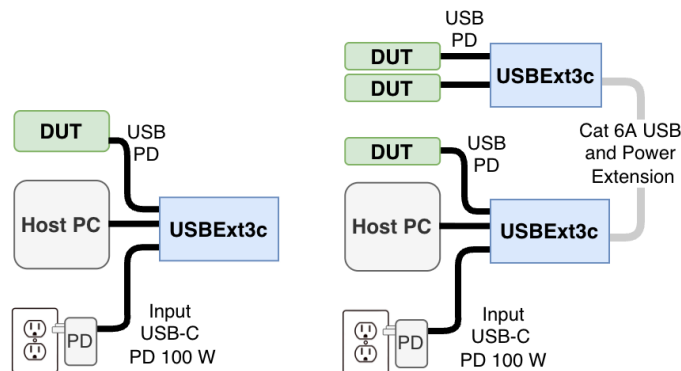 DUT
USB
PD
Host PC
USBExt3c
PD
Input
USB-C
PD 100 W
USB
PD
DUT
DUT
USBExt3c
Cat 6A USB
and Power
Extension
DUT
USB
PD
Host PC
USBExt3c
PD
Input
USB-C
PD 100 W